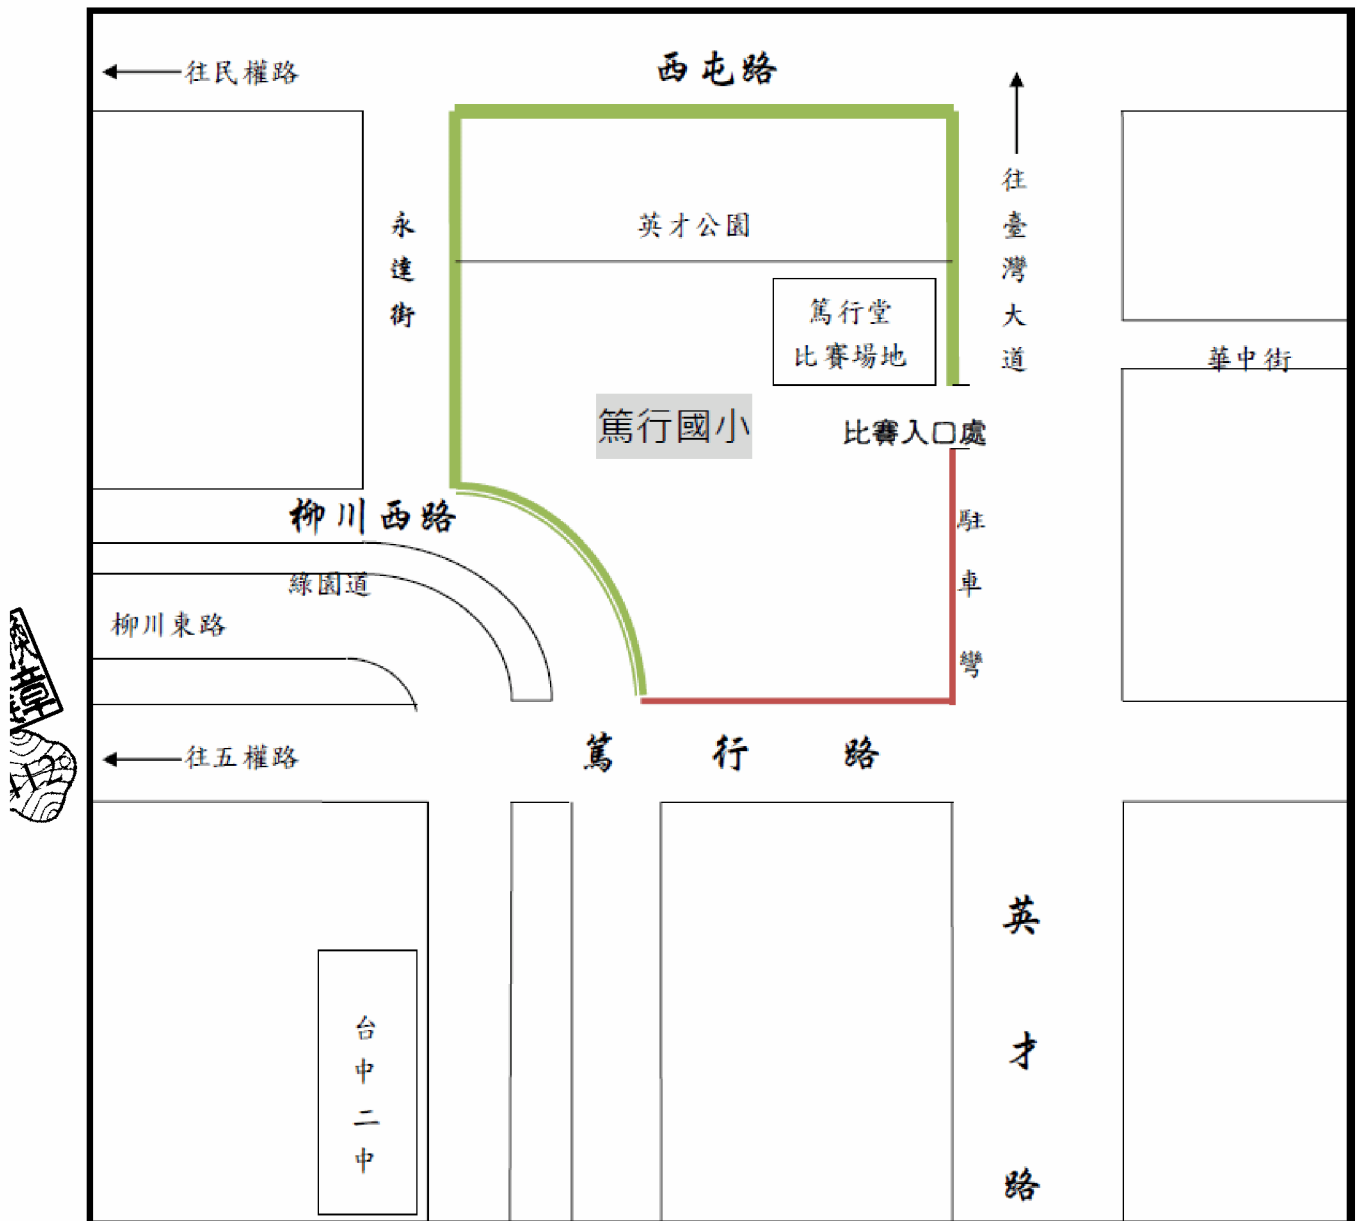 西屯路
往民權路
往臺灣大道
永達街
英才公園
篤行堂
比賽場地
華中街
篤行國小
比賽入口處
柳川西路
駐車彎
綠園道
柳川東路
篤行路
往五權路
英才路
台中二中